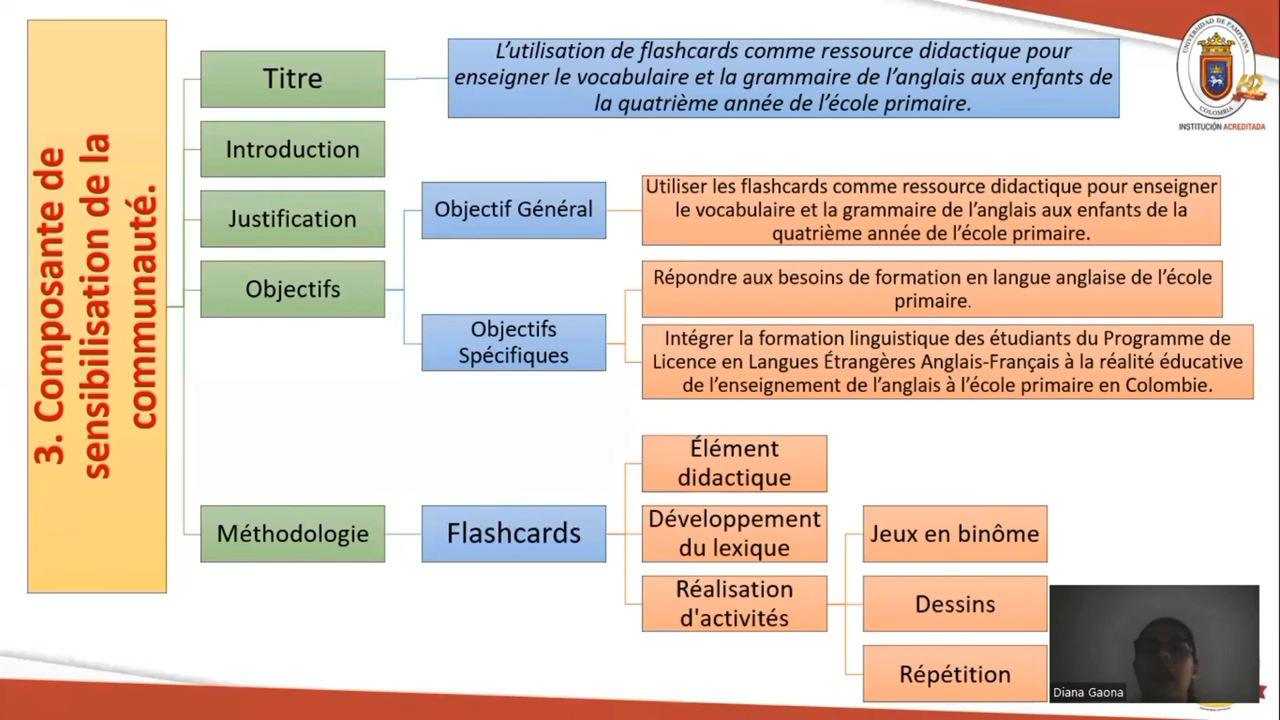 3. Composante de
sensibilisation de la
communauté.
Titre
L'utilisation de flashcards comme ressource didactique pour
enseigner le vocabulaire et la grammaire de l'anglais aux enfants de
la quatrième année de l'école primaire.
Introduction
Justification
Objectifs
Objectif Général
Utiliser les flashcards comme ressource didactique pour enseigner
le vocabulaire et la grammaire de l'anglais aux enfants de la
quatrième année de l'école primaire.
Objectifs
Spécifiques
Répondre aux besoins de formation en langue anglaise de l'école
primaire.
Intégrer la formation linguistique des étudiants du Programme de
Licence en Langues Étrangères Anglais-Français à la réalité éducative
de l'enseignement de l'anglais à l'école primaire en Colombie.
Méthodologie
Flashcards
Élément
didactique
Développement
du lexique
Réalisation
d'activités
Jeux en binôme
Dessins
Répétition
UNIVERSIDAD DE PAMPLONA
COLOMBIA
INSTITUCIÓN ACREDITADA
Diana Gaona